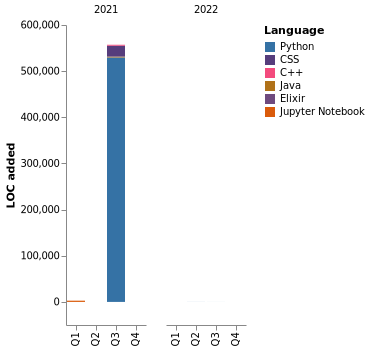 2021
2022
600,000
500,000
400,000
300,000
200,000
100,000
0
LOC added
Q1
Q2
Q3
Q4
Q1
Q2
Q3
Q4
Language
Python
CSS
C++
Java
Elixir
Jupyter Notebook